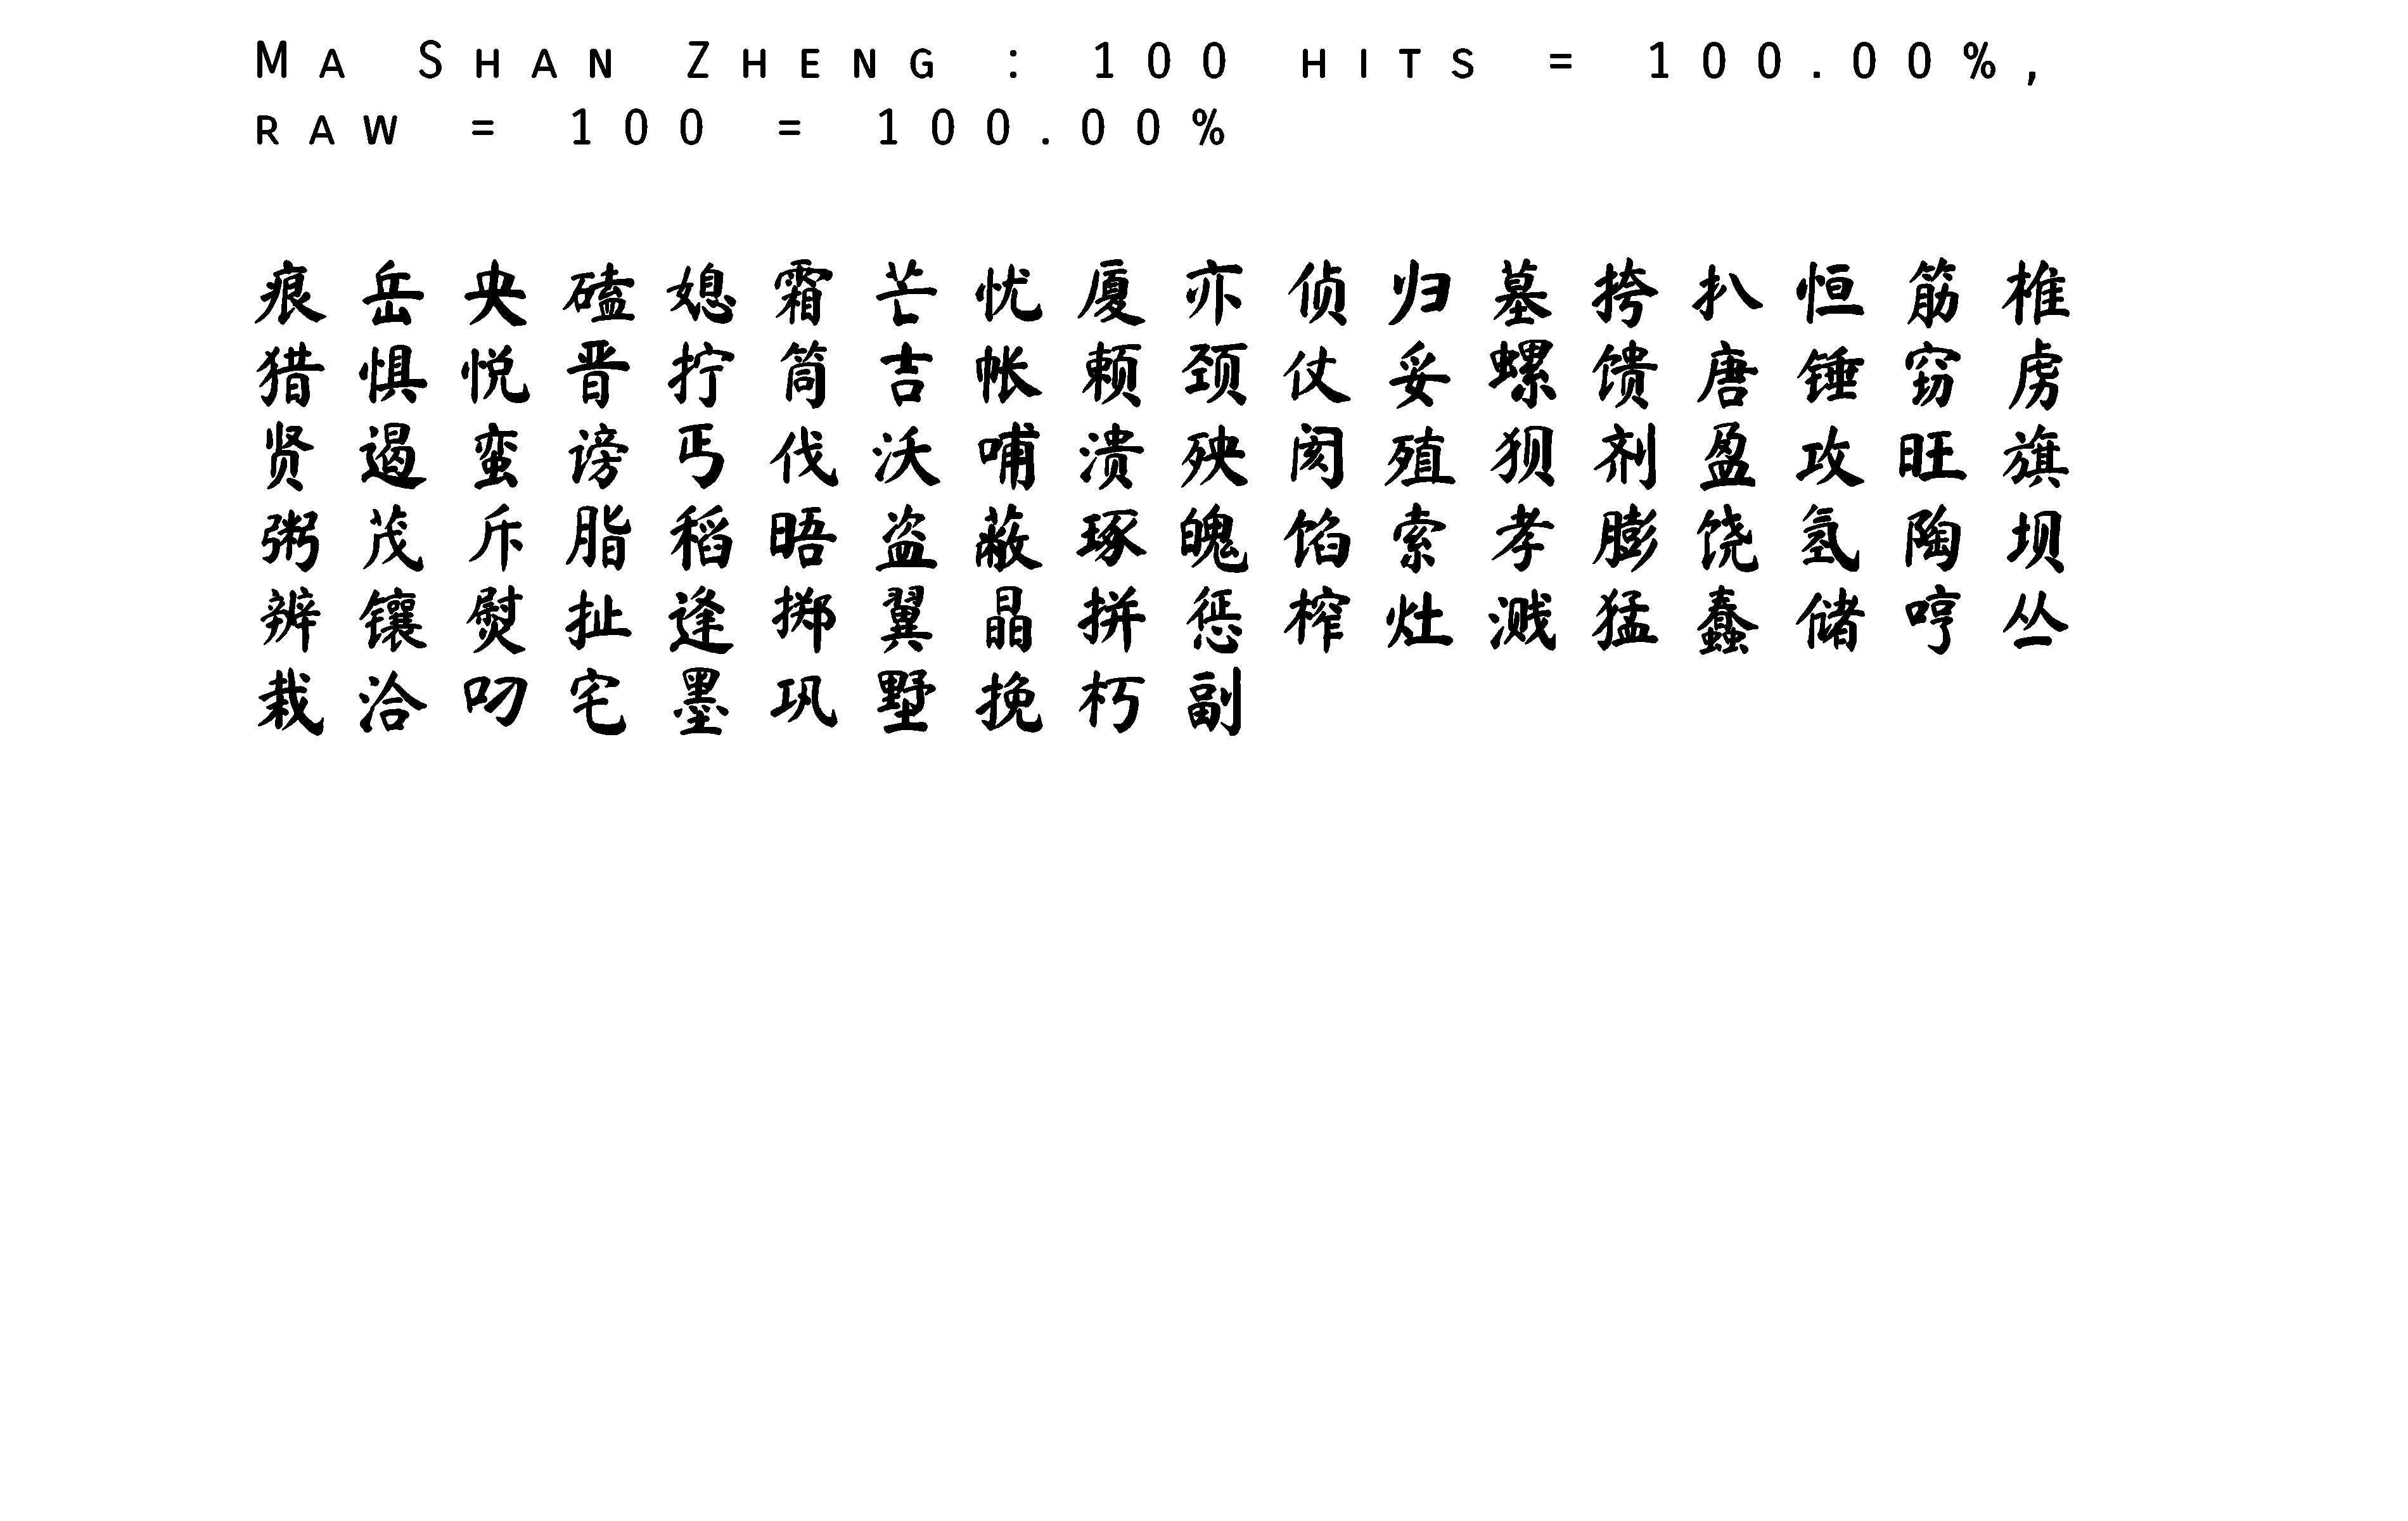 Ma Shan Zheng : 100 hits = 100.00%,
raw = 100 = 100.00%
痕岳央磕媳霜芒忧厦亦侦归墓挎扒恒筋椎
猎惧悦晋拧筒吉帐赖颈仗妥螺馈唐锤窃虏
贤遏蛮谤丐伐沃哺溃殃阂殖狈剂盈攻旺旗
粥茂斥脂稻晤盗蔽琢魄馅索孝膨饶氢陶坝
辨镶熨扯逢掷翼晶拼惩榨灶溅猛蠢储哼丛
栽洽叨宅墨巩墅挽朽副